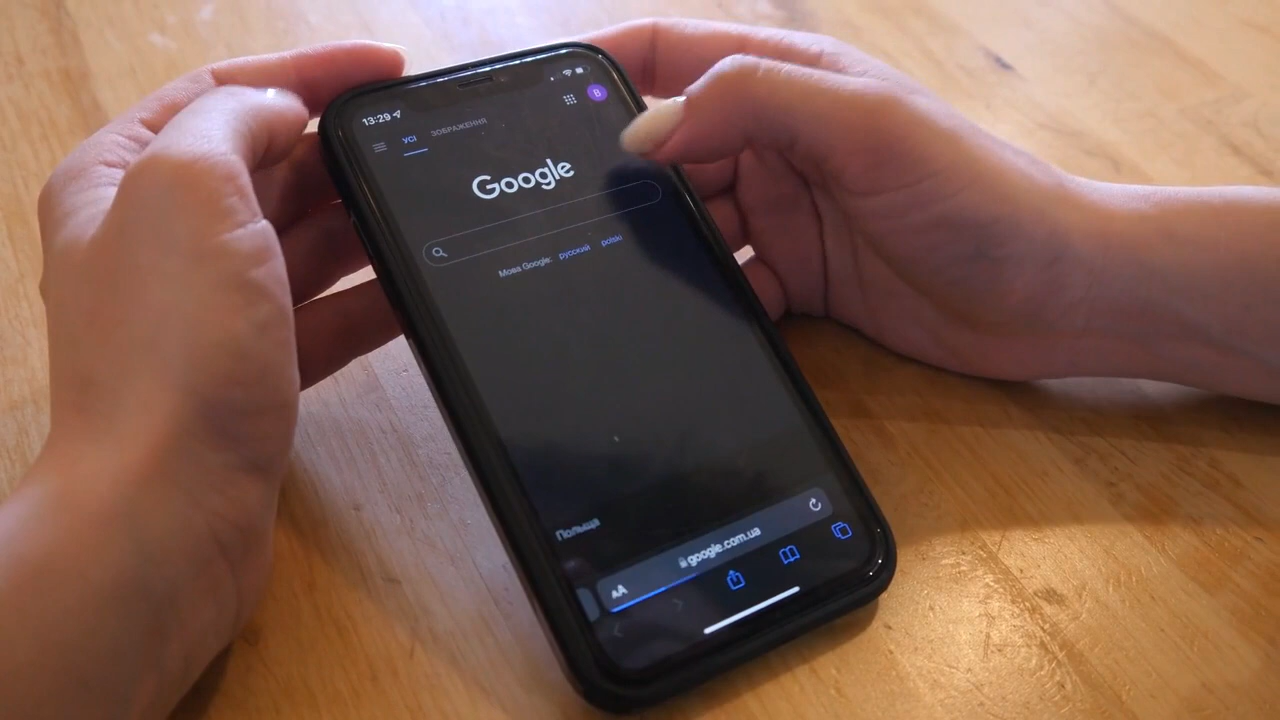 13:29
B
УСІ ЗОБРАЖЕННЯ
Google
Мова Google: русский polski
Польща
AA google.com.ua